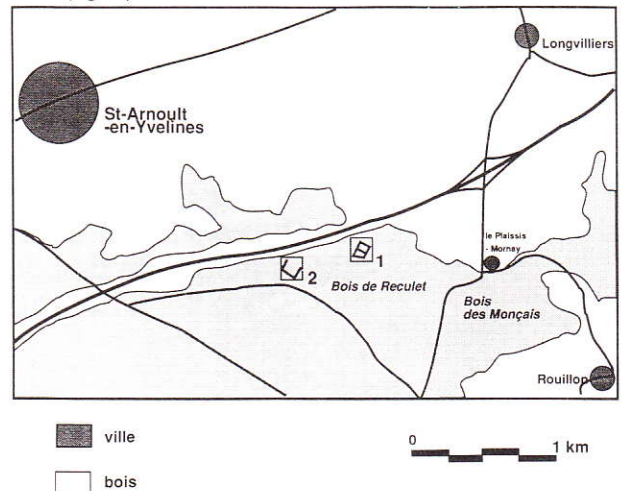 Longvilliers
St-Arnoult
-en-Yvelines
le Plaissis
- Mornay
1
2
Bois de Reculet
Bois
des Monçais
Rouillon
ville
0
1 km
bois